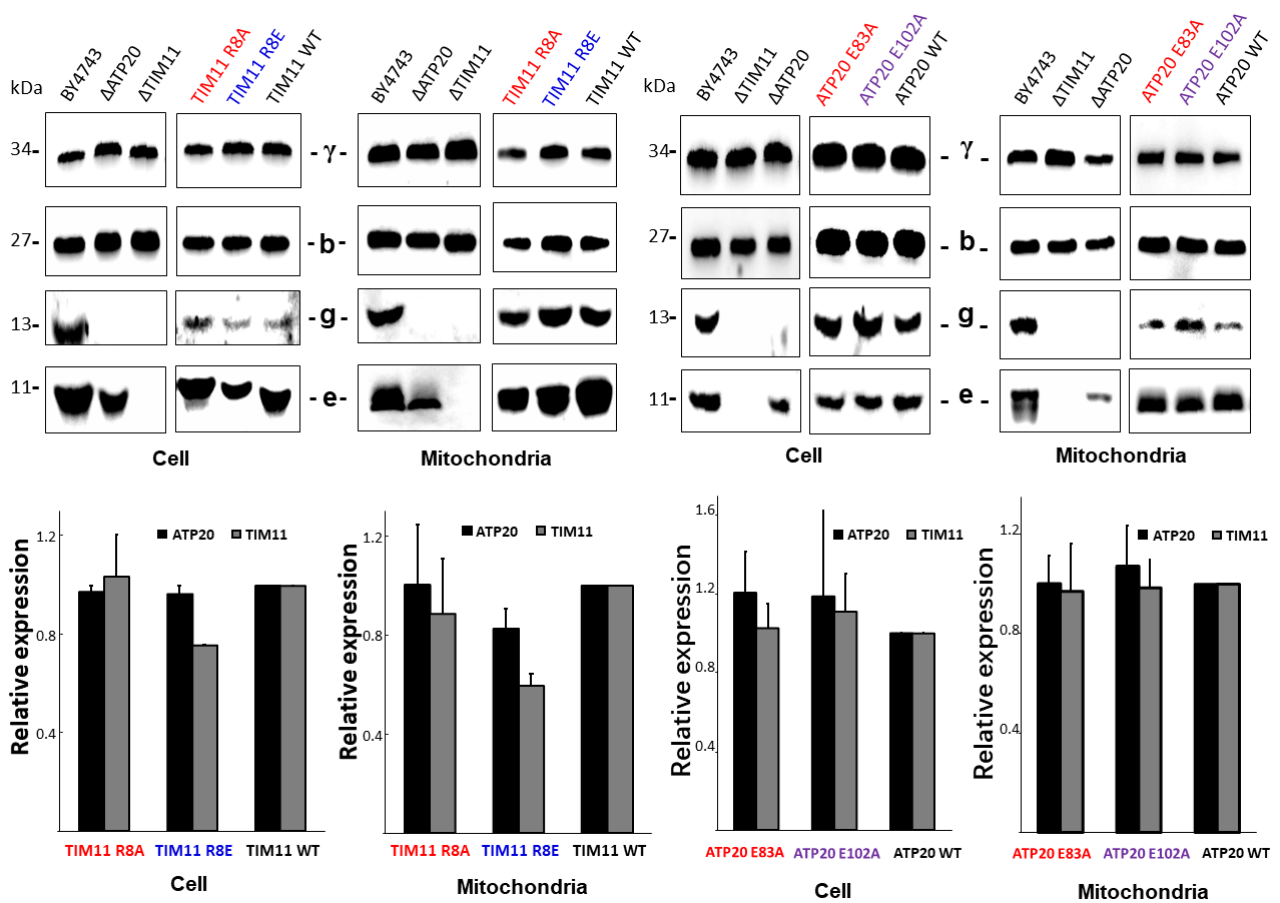 kDa
BY4743
ΔATP20
ΔTIM11
TIM11 R8A
TIM11 R8E
TIM11 WT
BY4743
ΔATP20
ΔTIM11
TIM11 R8A
TIM11 R8E
TIM11 WT
kDa
BY4743
ΔTIM11
ΔATP20
ATP20 E83A
ATP20 E102A
ATP20 WT
BY4743
ΔTIM11
ΔATP20
ATP20 E83A
ATP20 E102A
ATP20 WT
34- - γ - 34- - γ -
27- - b - 27- - b -
13- - g - 13- - g -
11- - e - 11- - e -
Cell Mitochondria Cell Mitochondria
Relative expression
1.2
0.8
0.4
ATP20 TIM11
TIM11 R8A TIM11 R8E TIM11 WT
Cell
Relative expression
1.2
0.8
0.4
ATP20 TIM11
TIM11 R8A TIM11 R8E TIM11 WT
Mitochondria
Relative expression
1.6
1.2
0.8
0.4
ATP20 TIM11
ATP20 E83A ATP20 E102A ATP20 WT
Cell
Relative expression
1.2
0.8
0.4
ATP20 TIM11
ATP20 E83A ATP20 E102A ATP20 WT
Mitochondria